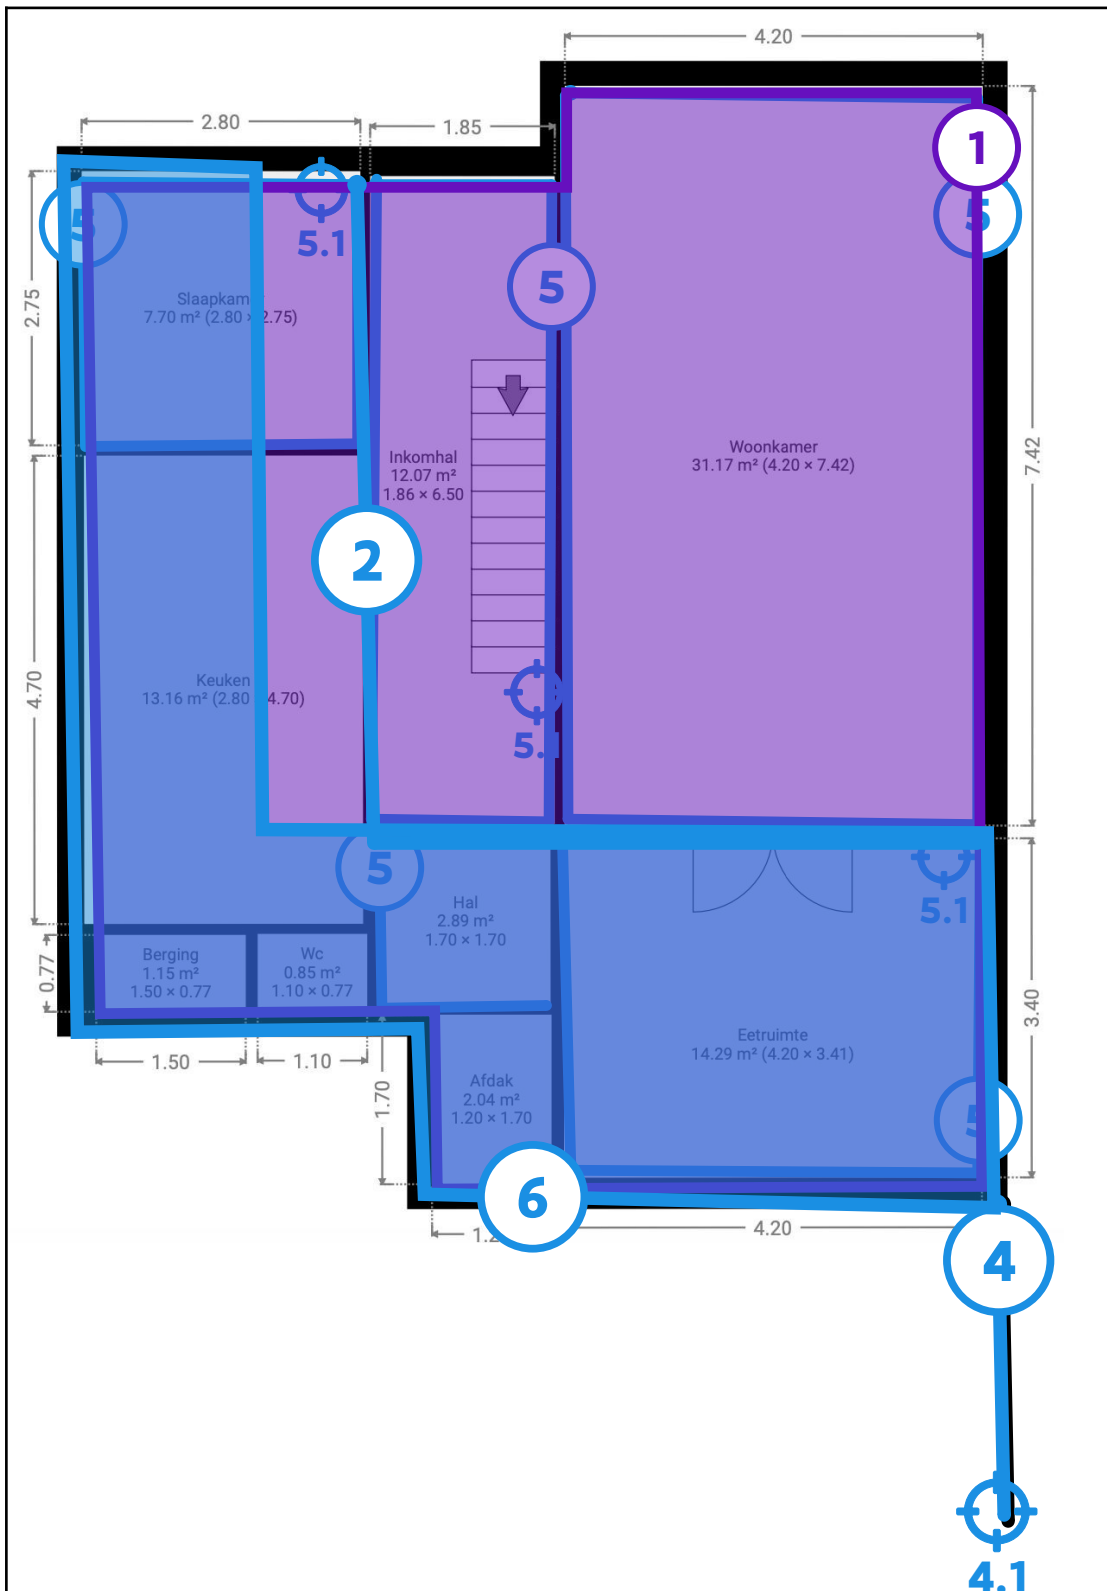 4.20
2.80
1.85
1
5
5
5.1
5
2.75
Slaapkam
7.70 m² (2.80 × 2.75)
7.42
Inkomhal
12.07 m²
1.86 × 6.50
Woonkamer
31.17 m² (4.20 × 7.42)
2
4.70
Keuken
13.16 m² (2.80 4.70)
5.1
5
5.1
Hal
2.89 m²
1.70 × 1.70
0.77
Berging
1.15 m²
1.50 × 0.77
Wc
0.85 m²
1.10 × 0.77
3.40
Eetruimte
14.29 m² (4.20 × 3.41)
1.50
1.10
1.70
Afdak
2.04 m²
1.20 × 1.70
5
6
1.2
4.20
4
4.1